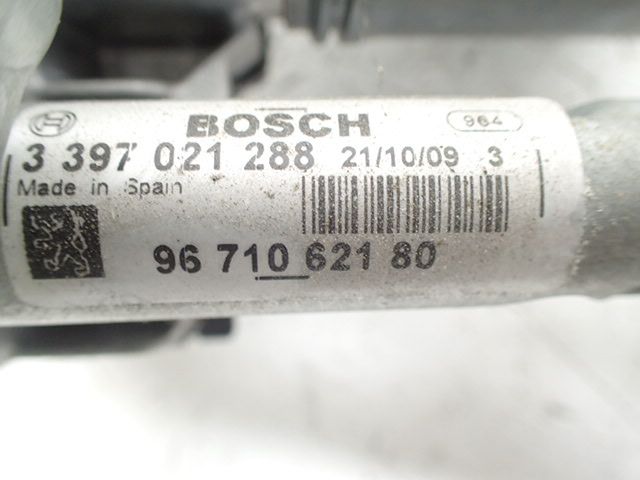 BOSCH 964
3 397 021 288 21/10/09 3
Made in Spain
96 710 621 80